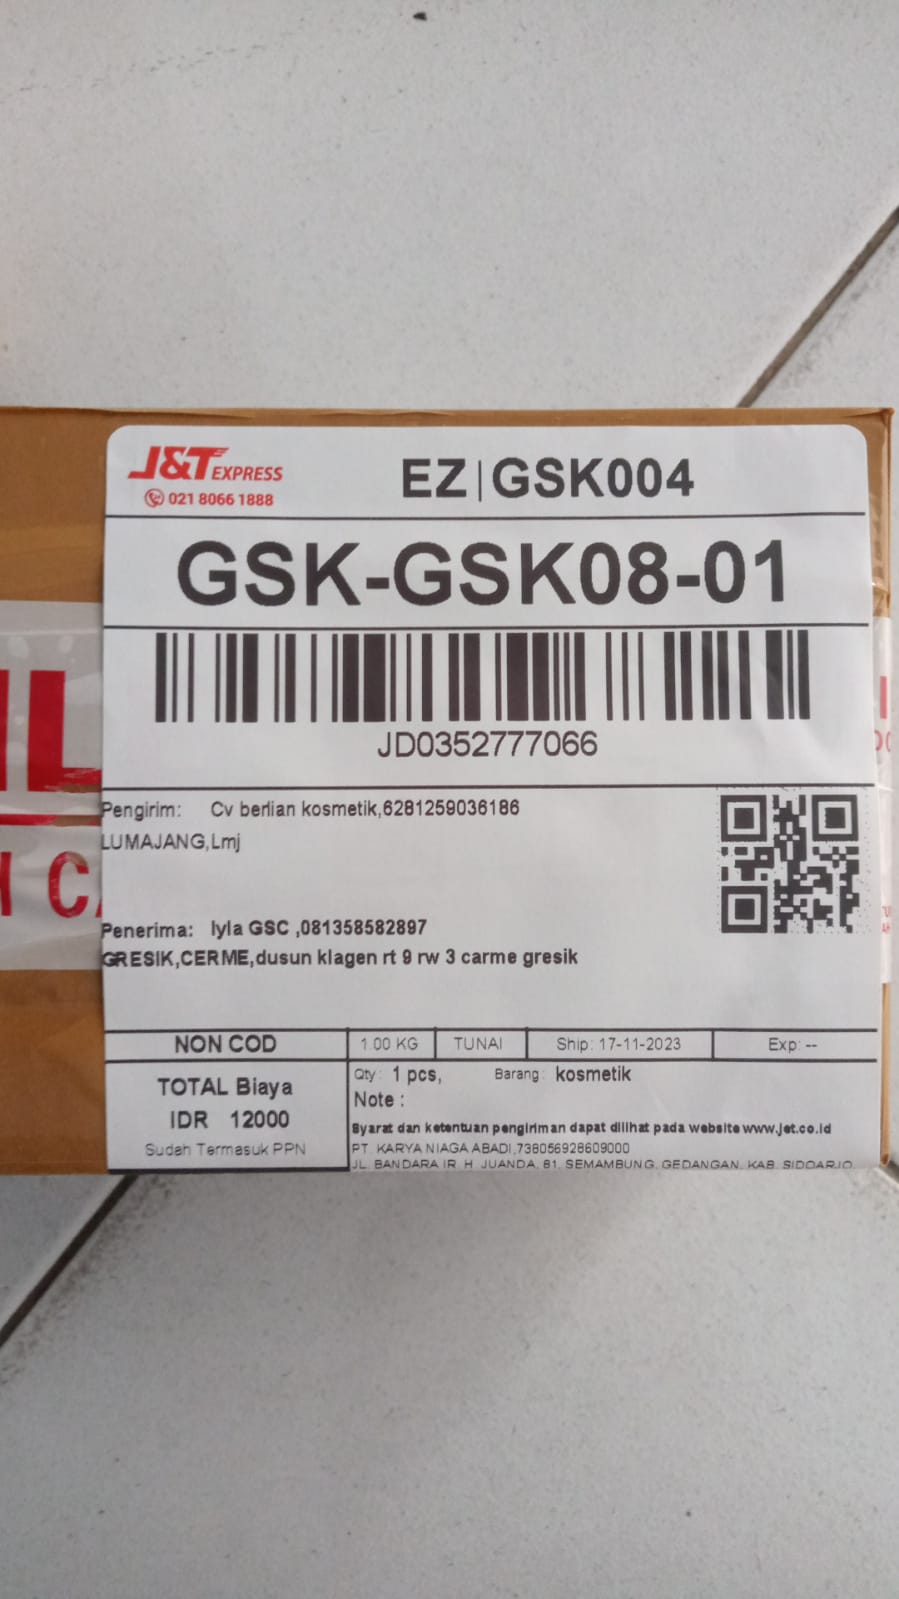 J&T EXPRESS
021 8066 1888
EZ|GSK004
GSK-GSK08-01
JD0352777066
Pengirim: Cv berlian kosmetik,6281259036186
LUMAJANG,Lmj
Penerima: lyla GSC ,081358582897
GRESIK,CERME,dusun klagen rt 9 rw 3 carme gresik
NON COD
1.00 KG
TUNAI
Ship: 17-11-2023
Exp: --
TOTAL Biaya
IDR 12000
Sudah Termasuk PPN
Qty: 1 pcs, Barang: kosmetik
Note :
Syarat dan ketentuan pengiriman dapat dilihat pada website www.jet.co.id
PT. KARYA NIAGA ABADI,738056928609000
JL. BANDARA IR. H. JUANDA, 81, SEMAMBUNG, GEDANGAN, KAB. SIDOARJO